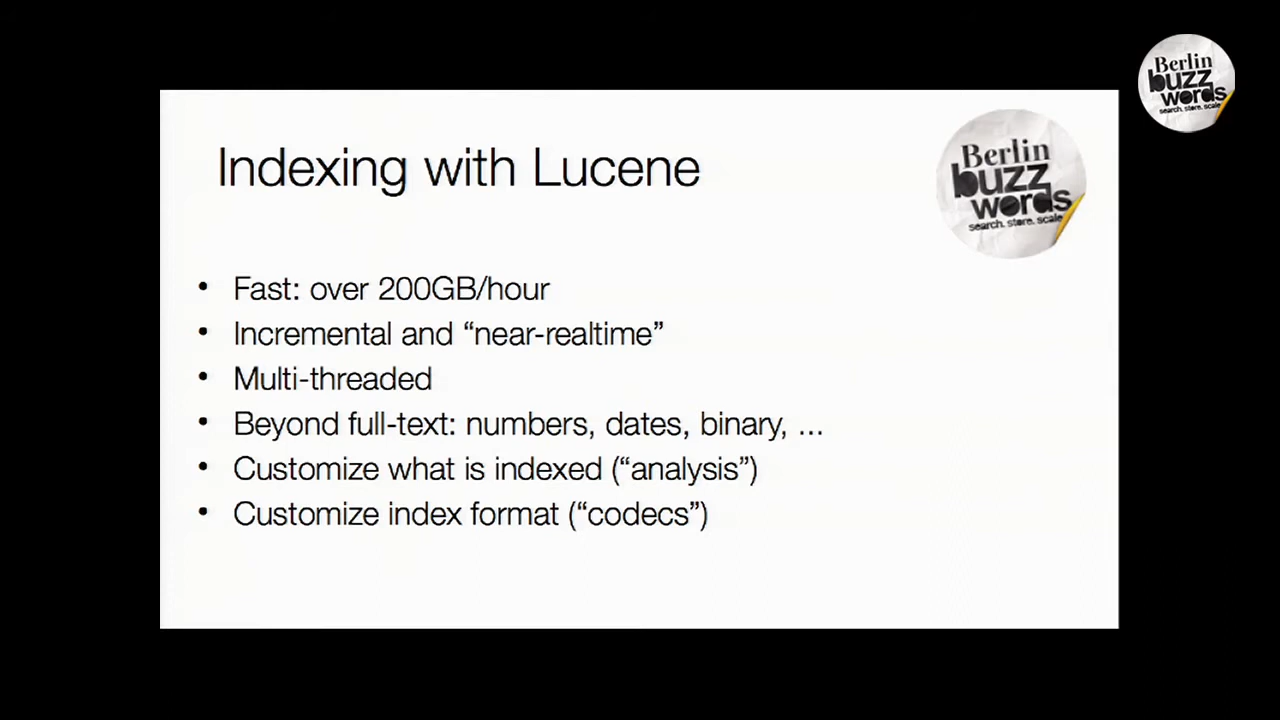 Berlin
buzz
words
search. store. scale.
Indexing with Lucene
Berlin
buzz
words
search. store. scale.
• Fast: over 200GB/hour
• Incremental and “near-realtime”
• Multi-threaded
• Beyond full-text: numbers, dates, binary, ...
• Customize what is indexed (“analysis”)
• Customize index format (“codecs”)